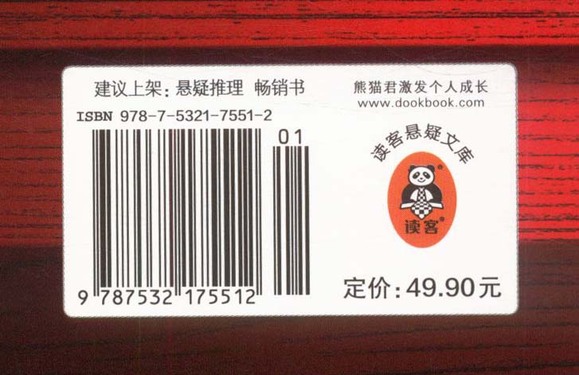 建议上架：悬疑推理 畅销书
ISBN 978-7-5321-7551-2
01
9 787532 175512
熊猫君激发个人成长
www.dookbook.com
读客悬疑文库
读客®
定价：49.90元